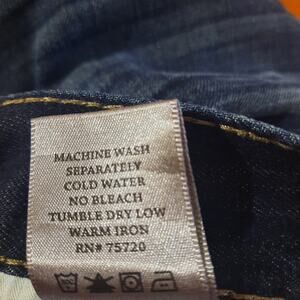 MACHINE WASH
SEPARATELY
COLD WATER
NO BLEACH
TUMBLE DRY LOW
WARM IRON
RN# 75720